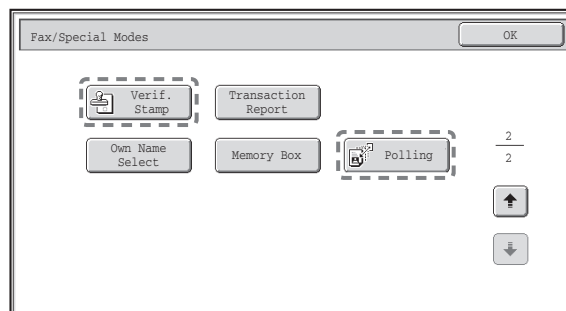 Fax/Special Modes
OK
Verif.
Stamp
Transaction
Report
Own Name
Select
Memory Box
Polling
2
2